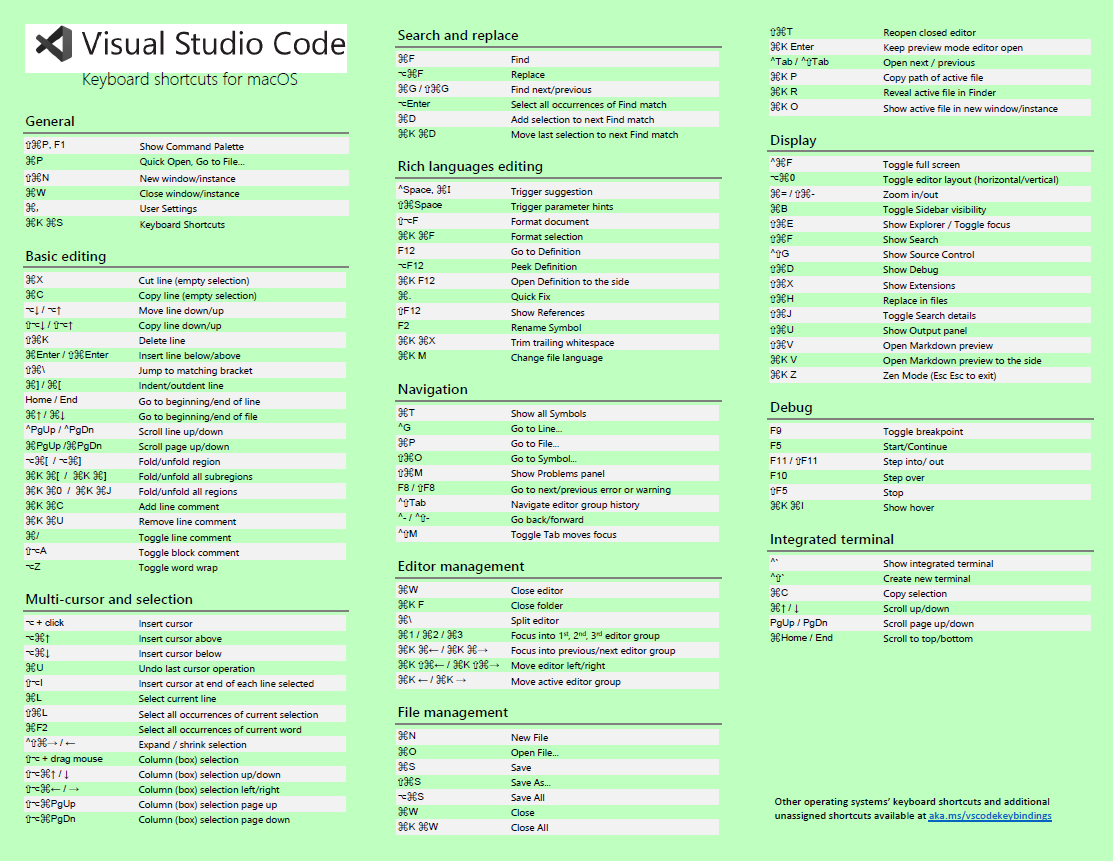 Visual Studio Code
Keyboard shortcuts for macOS
General
⇧⌘P, F1 Show Command Palette
⌘P Quick Open, Go to File…
⇧⌘N New window/instance
⌘W Close window/instance
⌘, User Settings
⌘K ⌘S Keyboard Shortcuts
Basic editing
⌘X Cut line (empty selection)
⌘C Copy line (empty selection)
⌥↓ / ⌥↑ Move line down/up
⇧⌥↓ / ⇧⌥↑ Copy line down/up
⇧⌘K Delete line
⌘Enter / ⇧⌘Enter Insert line below/above
⇧⌘\ Jump to matching bracket
⌘] / ⌘[ Indent/outdent line
Home / End Go to beginning/end of line
⌘↑ / ⌘↓ Go to beginning/end of file
^PgUp / ^PgDn Scroll line up/down
⌘PgUp /⌘PgDn Scroll page up/down
⌥⌘[ / ⌥⌘] Fold/unfold region
⌘K ⌘[ / ⌘K ⌘] Fold/unfold all subregions
⌘K ⌘0 / ⌘K ⌘J Fold/unfold all regions
⌘K ⌘C Add line comment
⌘K ⌘U Remove line comment
⌘/ Toggle line comment
⇧⌥A Toggle block comment
⌥Z Toggle word wrap
Multi-cursor and selection
⌥ + click Insert cursor
⌥⌘↑ Insert cursor above
⌥⌘↓ Insert cursor below
⌘U Undo last cursor operation
⇧⌥I Insert cursor at end of each line selected
⌘L Select current line
⇧⌘L Select all occurrences of current selection
⌘F2 Select all occurrences of current word
^⇧⌘→ / ← Expand / shrink selection
⇧⌥ + drag mouse Column (box) selection
⇧⌥⌘↑ / ↓ Column (box) selection up/down
⇧⌥⌘← / → Column (box) selection left/right
⇧⌥⌘PgUp Column (box) selection page up
⇧⌥⌘PgDn Column (box) selection page down
Search and replace
⌘F Find
⌥⌘F Replace
⌘G / ⇧⌘G Find next/previous
⌥Enter Select all occurrences of Find match
⌘D Add selection to next Find match
⌘K ⌘D Move last selection to next Find match
Rich languages editing
^Space, ⌘I Trigger suggestion
⇧⌘Space Trigger parameter hints
⇧⌥F Format document
⌘K ⌘F Format selection
F12 Go to Definition
⌥F12 Peek Definition
⌘K F12 Open Definition to the side
⌘. Quick Fix
⇧F12 Show References
F2 Rename Symbol
⌘K ⌘X Trim trailing whitespace
⌘K M Change file language
Navigation
⌘T Show all Symbols
^G Go to Line…
⌘P Go to File…
⇧⌘O Go to Symbol…
⇧⌘M Show Problems panel
F8 / ⇧F8 Go to next/previous error or warning
^⇧Tab Navigate editor group history
^- / ^⇧- Go back/forward
^⇧M Toggle Tab moves focus
Editor management
⌘W Close editor
⌘K F Close folder
⌘\ Split editor
⌘1 / ⌘2 / ⌘3 Focus into 1st, 2nd, 3rd editor group
⌘K ⌘← / ⌘K ⌘→ Focus into previous/next editor group
⌘K ⇧⌘← / ⌘K ⇧⌘→ Move editor left/right
⌘K ← / ⌘K → Move active editor group
File management
⌘N New File
⌘O Open File…
⌘S Save
⇧⌘S Save As…
⌥⌘S Save All
⌘W Close
⌘K ⌘W Close All
⇧⌘T Reopen closed editor
⌘K Enter Keep preview mode editor open
^Tab / ^⇧Tab Open next / previous
⌘K P Copy path of active file
⌘K R Reveal active file in Finder
⌘K O Show active file in new window/instance
Display
^⌘F Toggle full screen
⌥⌘0 Toggle editor layout (horizontal/vertical)
⌘= / ⇧⌘- Zoom in/out
⌘B Toggle Sidebar visibility
⇧⌘E Show Explorer / Toggle focus
⇧⌘F Show Search
^⇧G Show Source Control
⇧⌘D Show Debug
⇧⌘X Show Extensions
⇧⌘H Replace in files
⇧⌘J Toggle Search details
⇧⌘U Show Output panel
⇧⌘V Open Markdown preview
⌘K V Open Markdown preview to the side
⌘K Z Zen Mode (Esc Esc to exit)
Debug
F9 Toggle breakpoint
F5 Start/Continue
F11 / ⇧F11 Step into/ out
F10 Step over
⇧F5 Stop
⌘K ⌘I Show hover
Integrated terminal
^` Show integrated terminal
^⇧` Create new terminal
⌘C Copy selection
⌘↑ / ↓ Scroll up/down
PgUp / PgDn Scroll page up/down
⌘Home / End Scroll to top/bottom
Other operating systems’ keyboard shortcuts and additional
unassigned shortcuts available at aka.ms/vscodekeybindings